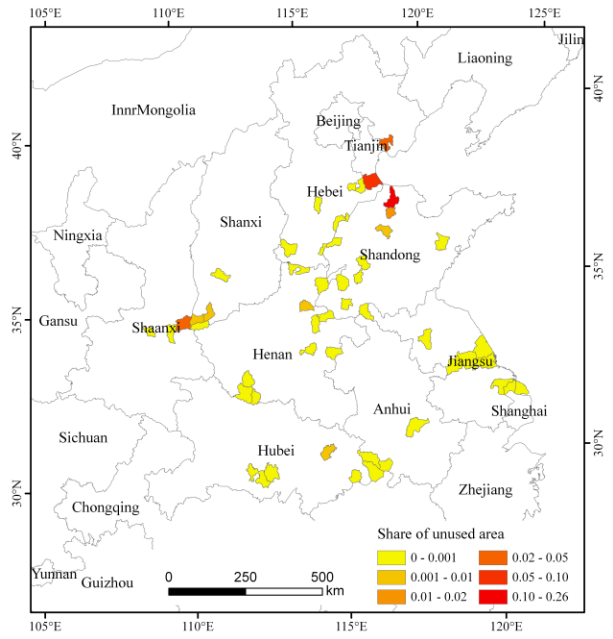 105°E 110°E 115°E 120°E 125°E
Jilin
Liaoning
40°N
InnrMongolia
Beijing
40°N
Tianjin
Hebei
Shanxi
Ningxia
Shandong
35°N
Gansu
35°N
Shaanxi
Henan
Jiangsu
Anhui
Shanghai
Sichuan
Hubei
30°N
30°N
Zhejiang
Chongqing
Yunnan
Guizhou
Share of unused area
0 - 0.001 0.02 - 0.05
0.001 - 0.01 0.05 - 0.10
0.01 - 0.02 0.10 - 0.26
0 250 500
km
105°E 110°E 115°E 120°E